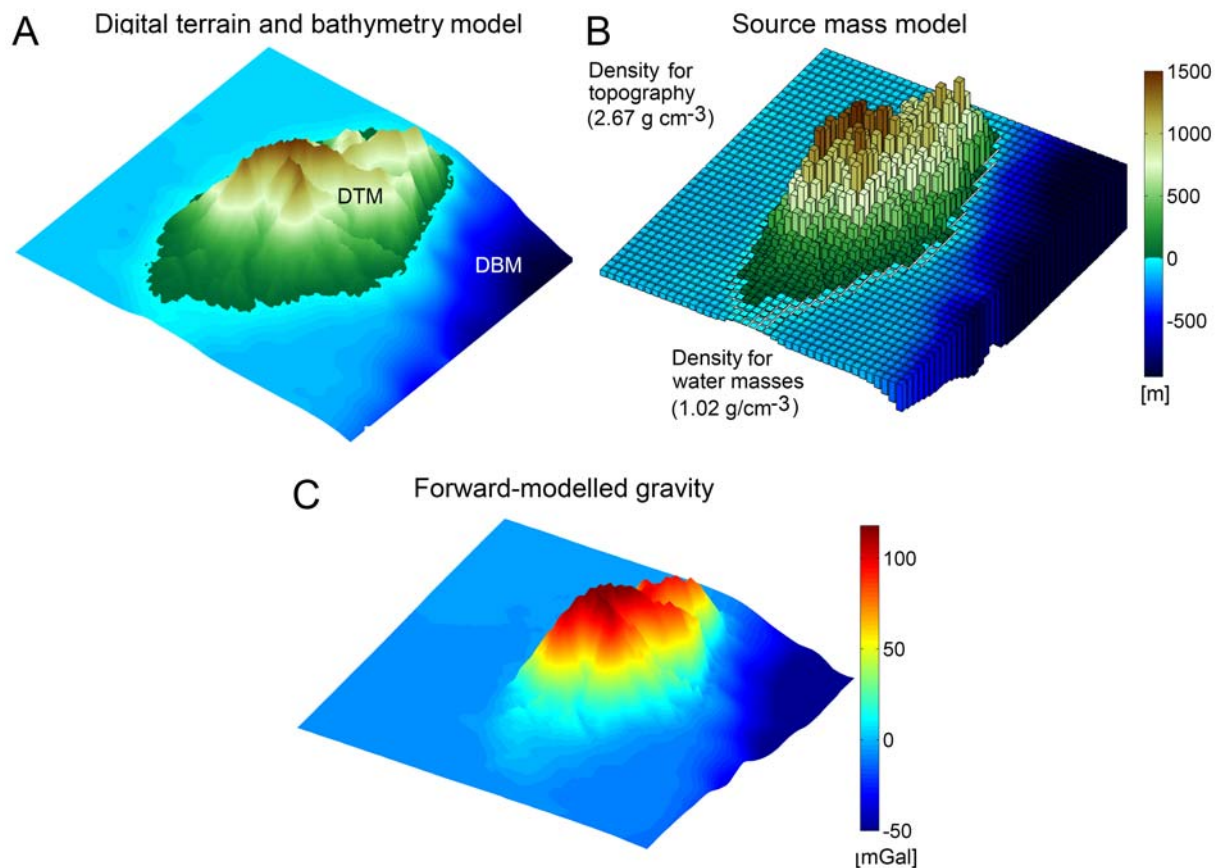 A
Digital terrain and bathymetry model
DTM
DBM
B
Source mass model
Density for
topography
(2.67 g cm-3)
Density for
water masses
(1.02 g/cm-3)
1500
1000
500
0
-500
[m]
C
Forward-modelled gravity
100
50
0
-50
[mGal]